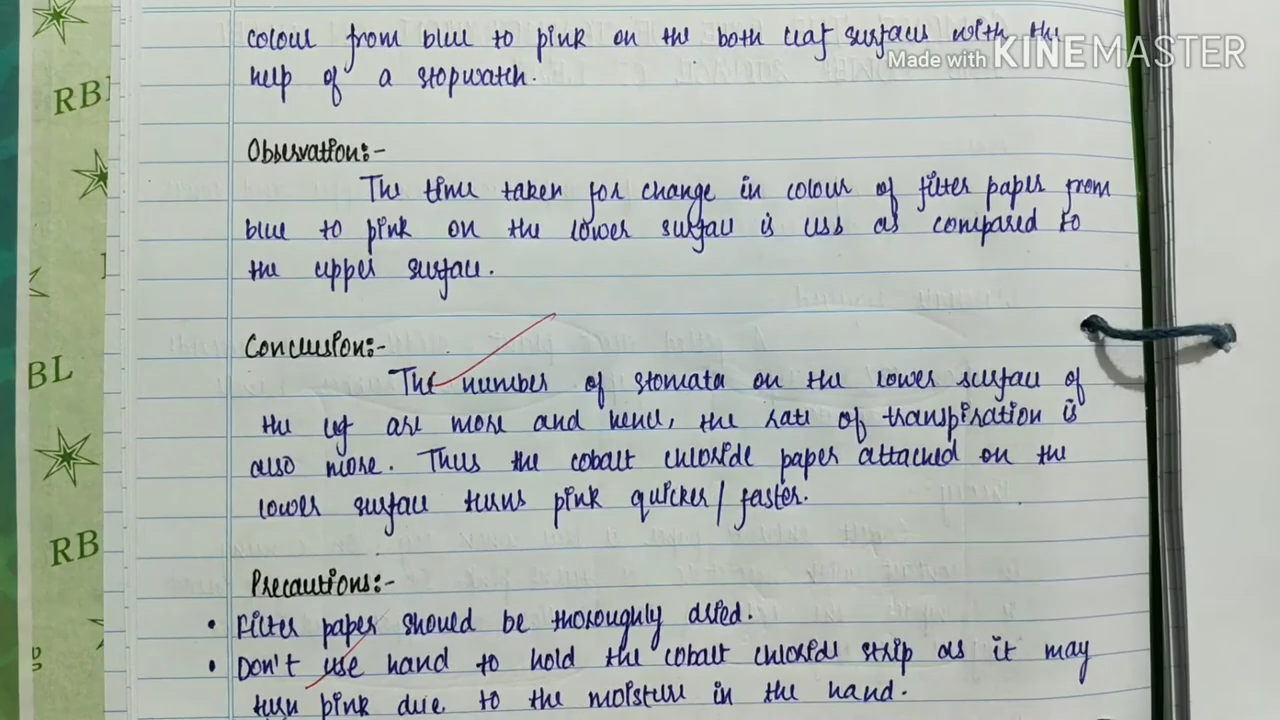 colour from blue to pink on the both leaf surfaces with the
Made with KINEMASTER
help of a stopwatch.
RBL
Observation:-
The time taken for change in colour of filter paper from
blue to pink on the lower surface is less as compared to
the upper surface.
Conclusion:-
The number of stomata on the lower surface of
the leaf are more and hence, the rate of transpiration is
also more. Thus the cobalt chloride paper attached on the
lower surface turns pink quicker/faster.
BL
RB
Precautions:-
• Filter paper should be thoroughly dried.
• Don't use hand to hold the cobalt chloride strip as it may
turn pink due to the moisture in the hand.